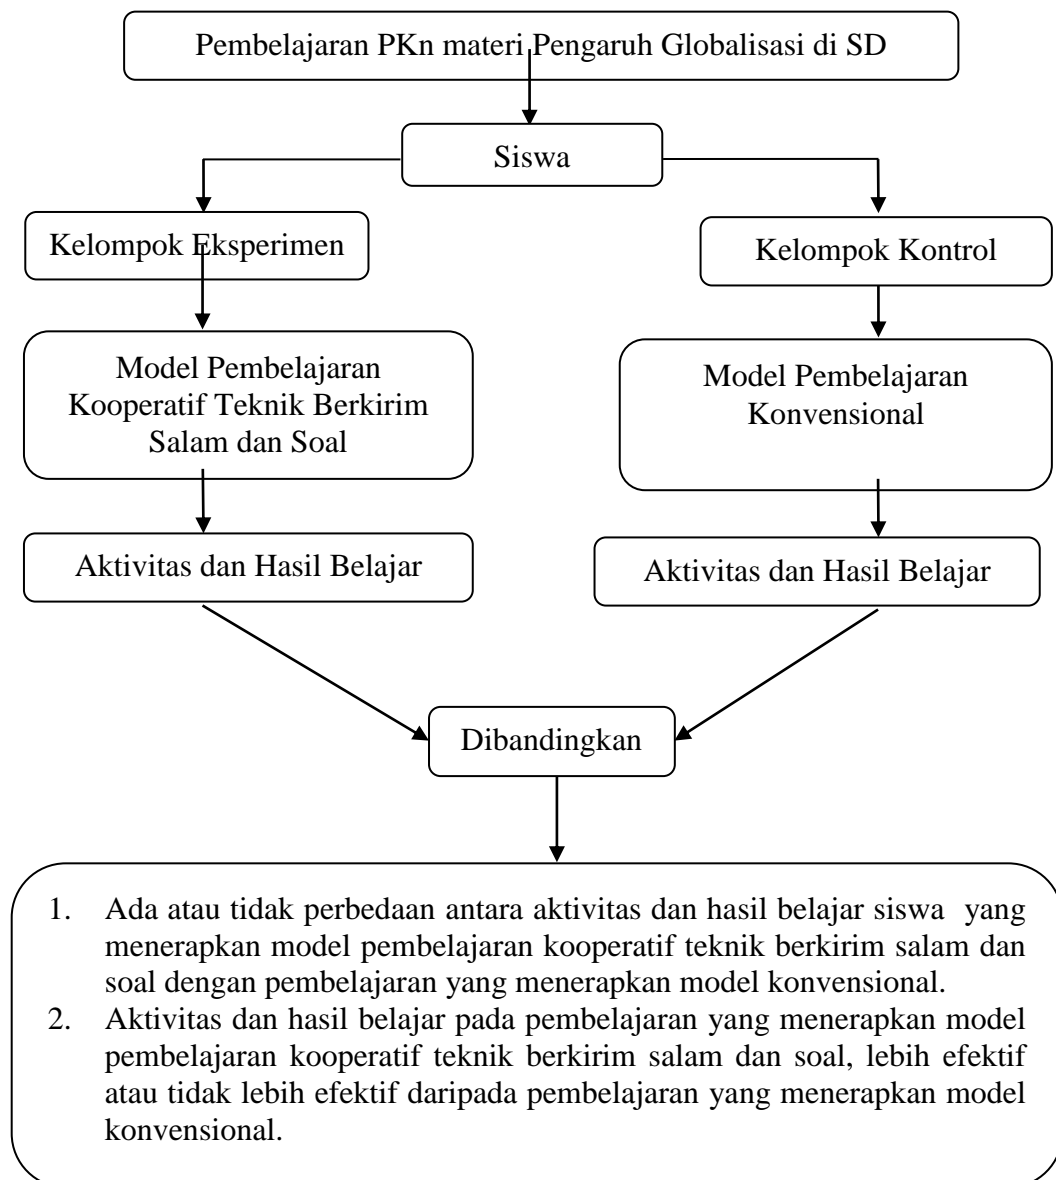 Pembelajaran PKn materi Pengaruh Globalisasi di SD
Siswa
Kelompok Eksperimen
Kelompok Kontrol
Model Pembelajaran
Kooperatif Teknik Berkirim
Salam dan Soal
Model Pembelajaran
Konvensional
Aktivitas dan Hasil Belajar
Aktivitas dan Hasil Belajar
Dibandingkan
1. Ada atau tidak perbedaan antara aktivitas dan hasil belajar siswa yang
menerapkan model pembelajaran kooperatif teknik berkirim salam dan
soal dengan pembelajaran yang menerapkan model konvensional.
2. Aktivitas dan hasil belajar pada pembelajaran yang menerapkan model
pembelajaran kooperatif teknik berkirim salam dan soal, lebih efektif
atau tidak lebih efektif daripada pembelajaran yang menerapkan model
konvensional.